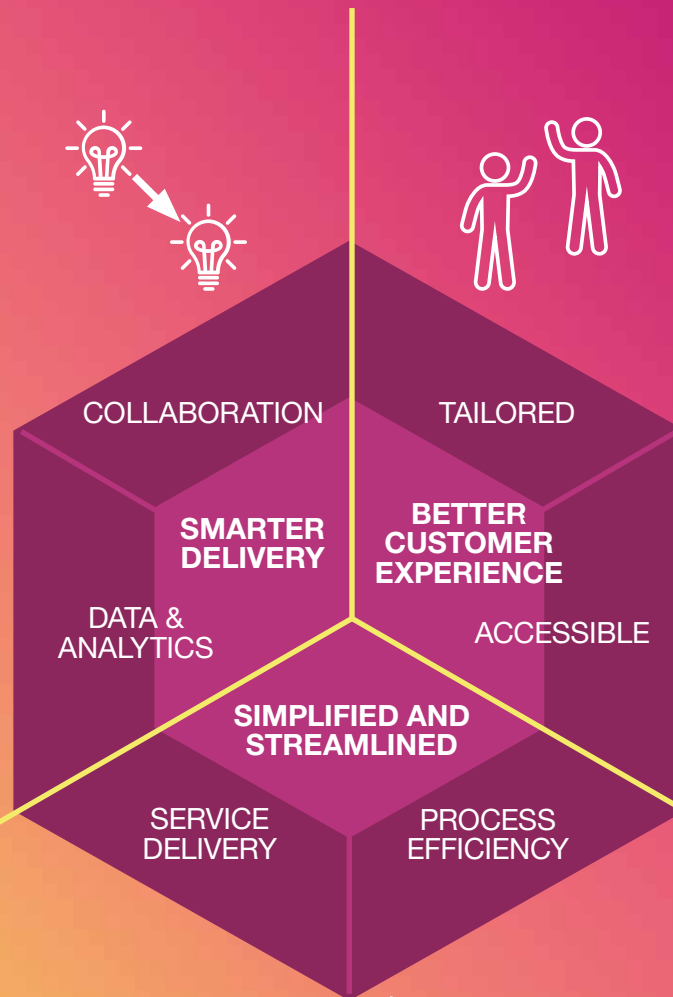 COLLABORATION
TAILORED
SMARTER
DELIVERY
BETTER
CUSTOMER
EXPERIENCE
DATA &
ANALYTICS
ACCESSIBLE
SIMPLIFIED AND
STREAMLINED
SERVICE
DELIVERY
PROCESS
EFFICIENCY